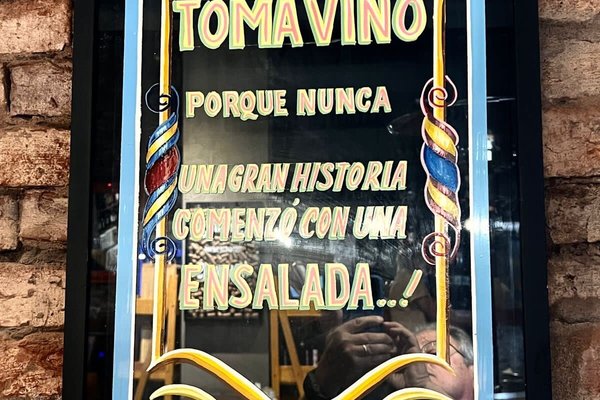 TOMA VINO
PORQUE NUNCA
UNA GRAN HISTORIA
COMENZÓ CON UNA
ENSALADA...!